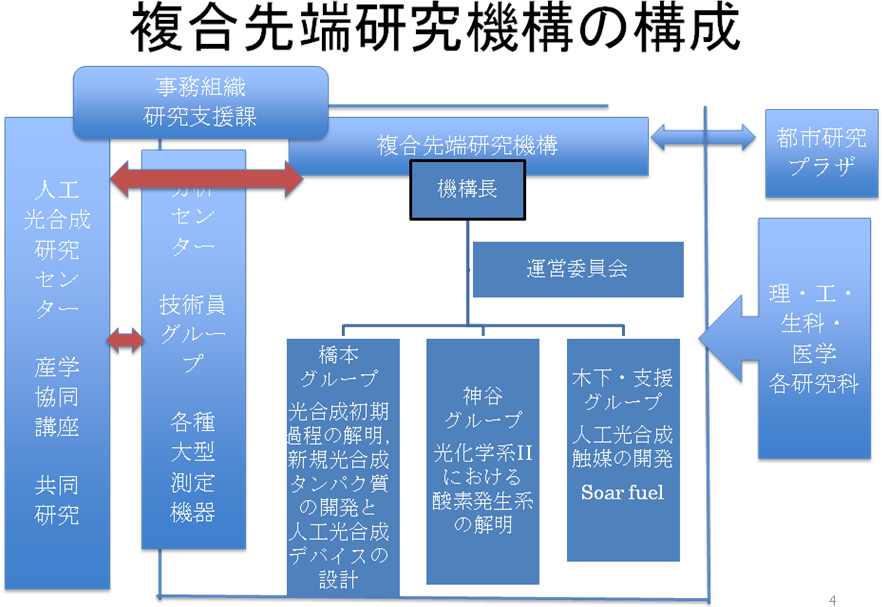 複合先端研究機構の構成
事務組織
研究支援課
複合先端研究機構
都市研究
プラザ
機構長
人工
光合成
研究
セン
ター
産学
協同
講座
共同
研究
分析
セン
ター
技術員
グルー
プ
各種
大型
測定
機器
運営委員会
理・工・
生科・
医学
各研究科
橋本
グループ
光合成初期
過程の解明,
新規光合成
タンパク質
の開発と
人工光合成
デバイスの
設計
神谷
グループ
光化学系II
における
酸素発生系
の解明
木下・支援
グループ
人工光合成
触媒の開発
Soar fuel
4